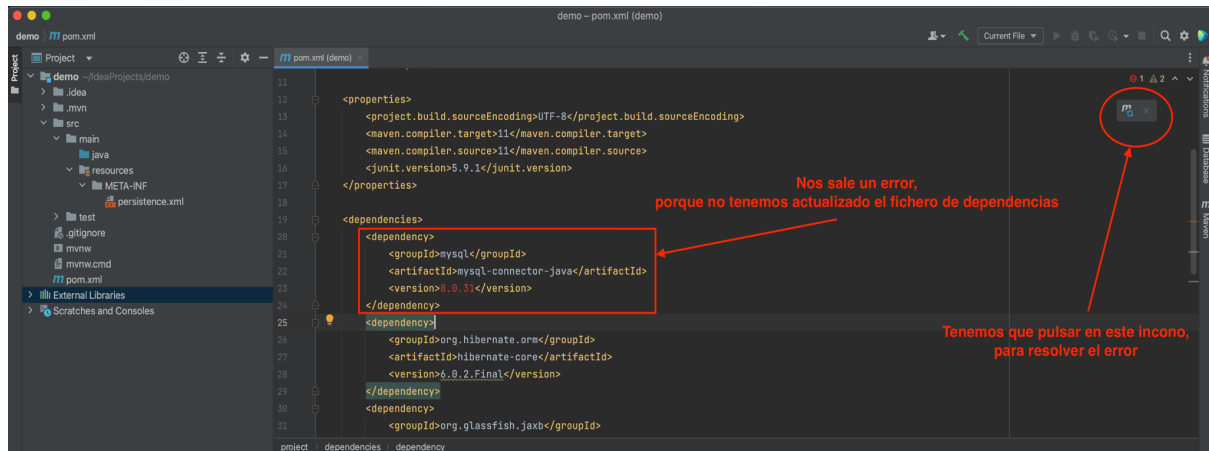 demo – pom.xml (demo)
demo m pom.xml
Current File
Project
Project
m pom.xml (demo)
demo ~/IdeaProjects/demo
.idea
.mvn
src
main
java
resources
META-INF
persistence.xml
test
.gitignore
mvnw
mvnw.cmd
m pom.xml
External Libraries
Scratches and Consoles
11
12 <properties>
13 <project.build.sourceEncoding>UTF-8</project.build.sourceEncoding>
14 <maven.compiler.target>11</maven.compiler.target>
15 <maven.compiler.source>11</maven.compiler.source>
16 <junit.version>5.9.1</junit.version>
17 </properties>
18
19 <dependencies>
20 <dependency>
21 <groupId>mysql</groupId>
22 <artifactId>mysql-connector-java</artifactId>
23 <version>8.0.31</version>
24 </dependency>
25 <dependency>
26 <groupId>org.hibernate.orm</groupId>
27 <artifactId>hibernate-core</artifactId>
28 <version>6.0.2.Final</version>
29 </dependency>
30 <dependency>
31 <groupId>org.glassfish.jaxb</groupId>
project › dependencies › dependency
1 2
m
Nos sale un error,
porque no tenemos actualizado el fichero de dependencias
Tenemos que pulsar en este incono,
para resolver el error
Notifications
Database
m Maven